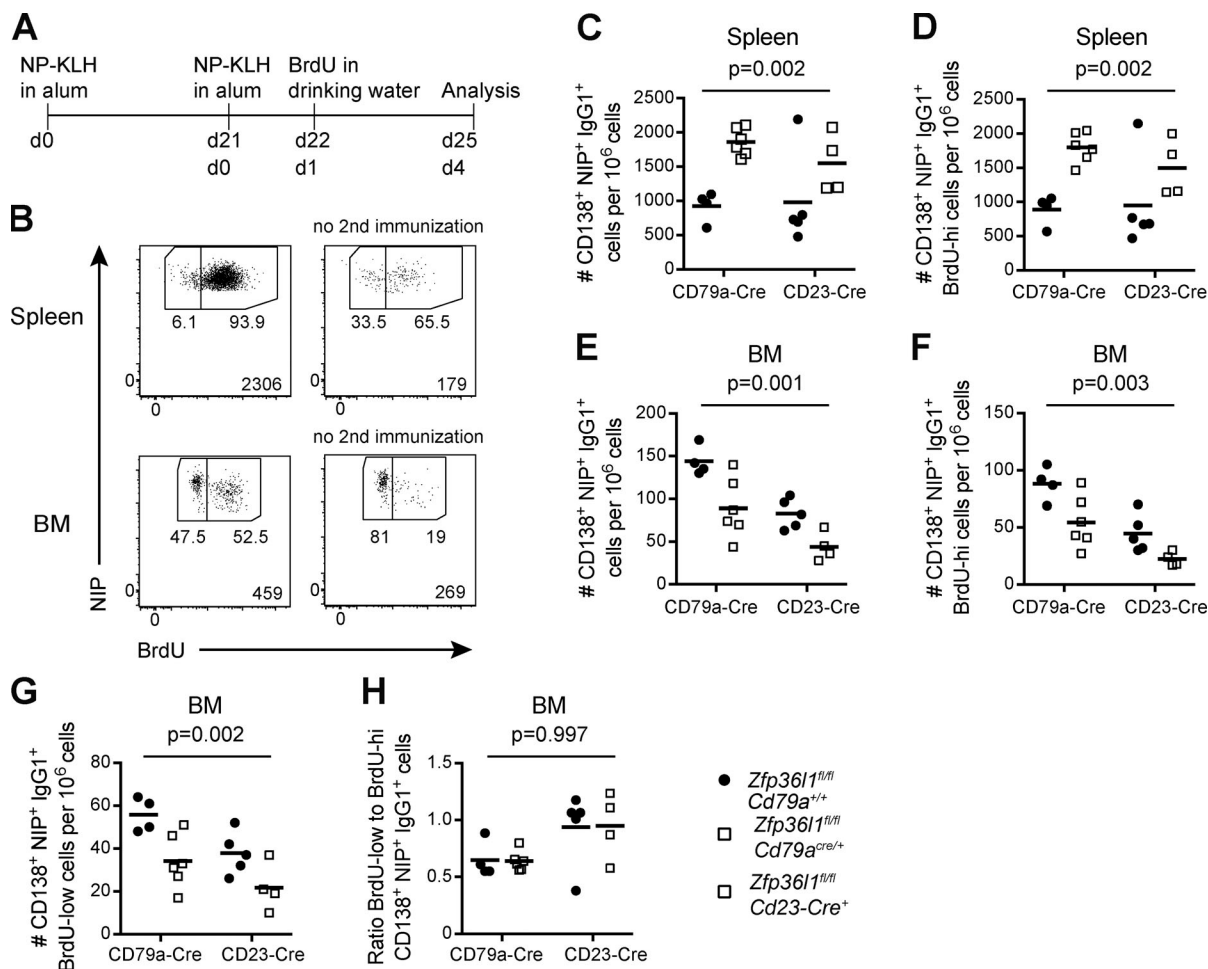 A
NP-KLH in alum
NP-KLH in alum
BrdU in drinking water
Analysis
d0 d21 d22 d25
d0 d1 d4
B
no 2nd immunization
Spleen
6.1 93.9
33.5 65.5
0 2306
0 179
0
0
no 2nd immunization
BM
47.5 52.5
81 19
0 459
0 269
0
0
NIP
BrdU
C
Spleen
p=0.002
# CD138+ NIP+ IgG1+
cells per 10^6 cells
2500
2000
1500
1000
500
0
CD79a-Cre CD23-Cre
D
Spleen
p=0.002
# CD138+ NIP+ IgG1+
BrdU-hi cells per 10^6 cells
2500
2000
1500
1000
500
0
CD79a-Cre CD23-Cre
E
BM
p=0.001
# CD138+ NIP+ IgG1+
cells per 10^6 cells
200
150
100
50
0
CD79a-Cre CD23-Cre
F
BM
p=0.003
# CD138+ NIP+ IgG1+
BrdU-hi cells per 10^6 cells
150
100
50
0
CD79a-Cre CD23-Cre
G
BM
p=0.002
# CD138+ NIP+ IgG1+
BrdU-low cells per 10^6 cells
80
60
40
20
0
CD79a-Cre CD23-Cre
H
BM
p=0.997
Ratio BrdU-low to BrdU-hi
CD138+ NIP+ IgG1+ cells
1.5
1.0
0.5
0
CD79a-Cre CD23-Cre
Zfp36l1fl/fl
Cd79a+/+
Zfp36l1fl/fl
Cd79acre/+
Zfp36l1fl/fl
Cd23-Cre+